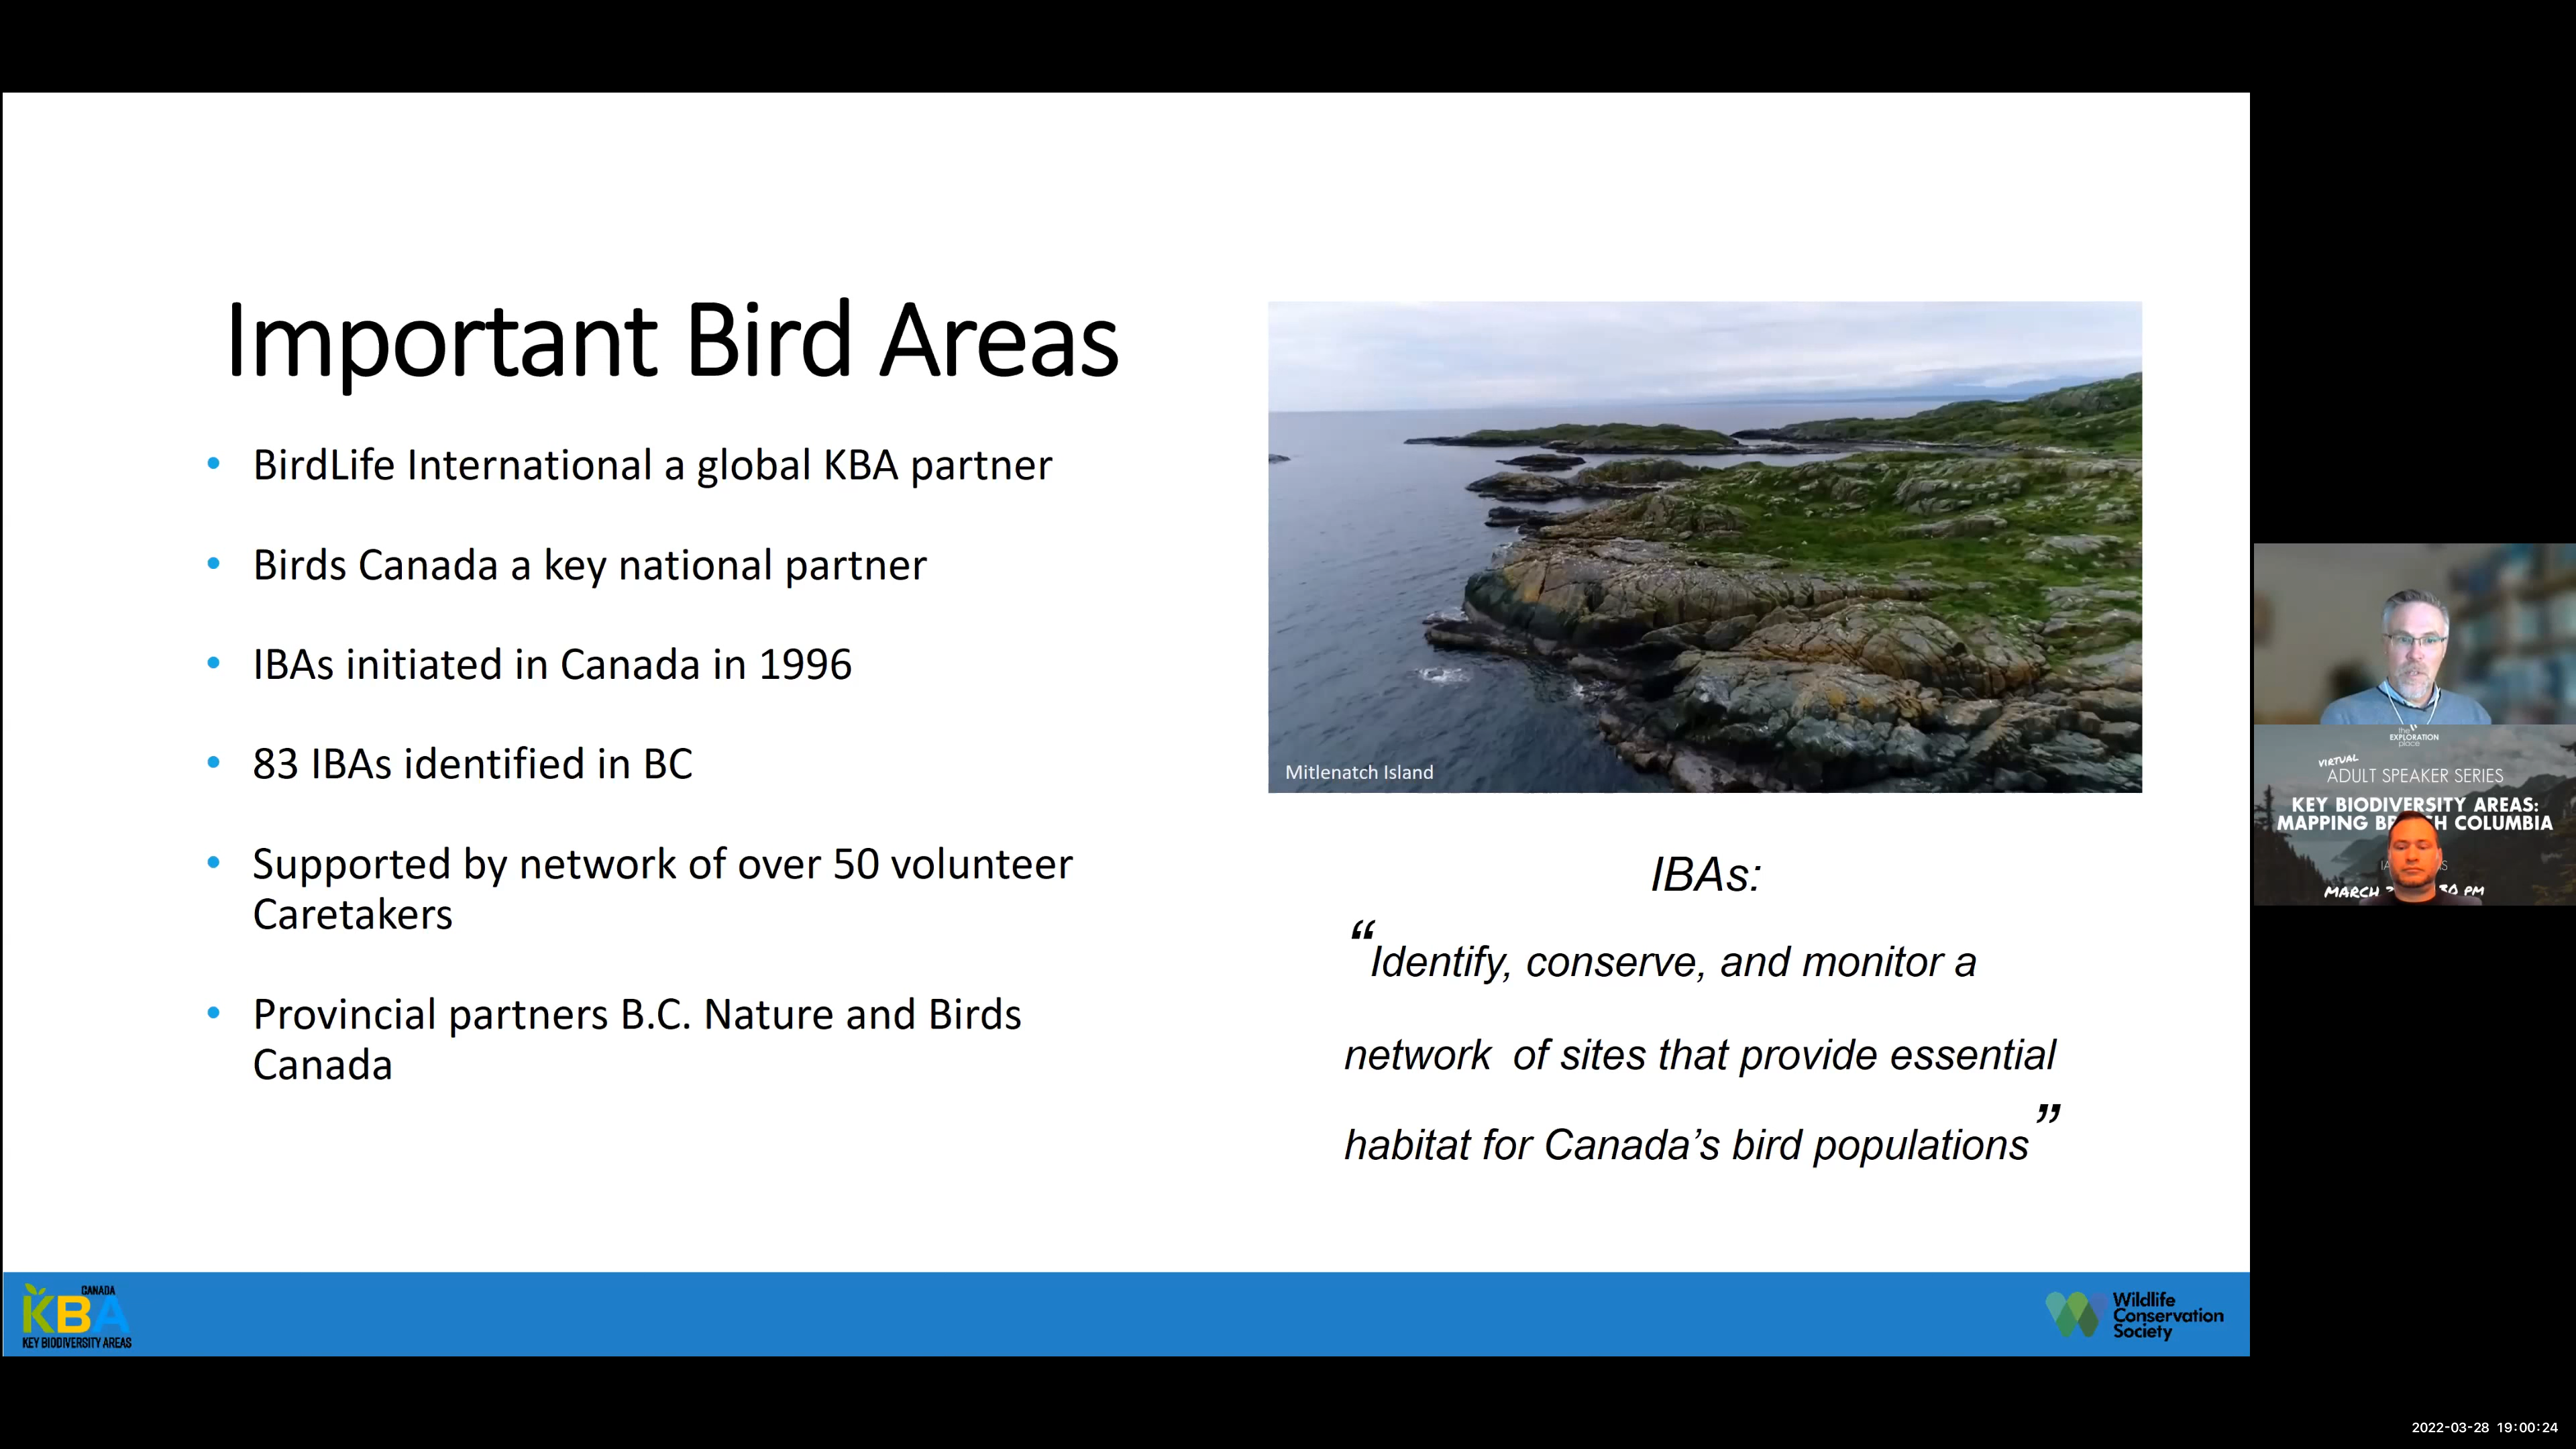 Important Bird Areas
• BirdLife International a global KBA partner
• Birds Canada a key national partner
• IBAs initiated in Canada in 1996
• 83 IBAs identified in BC
• Supported by network of over 50 volunteer
Caretakers
• Provincial partners B.C. Nature and Birds
Canada
Mitlenatch Island
IBAs:
“Identify, conserve, and monitor a
network of sites that provide essential
habitat for Canada’s bird populations”
CANADA
KBA
KEY BIODIVERSITY AREAS
Wildlife
Conservation
Society
the
EXPLORATION
place
VIRTUAL
ADULT SPEAKER SERIES
KEY BIODIVERSITY AREAS:
MAPPING COLUMBIA
MARCH PM
2022-03-28 19:00:24